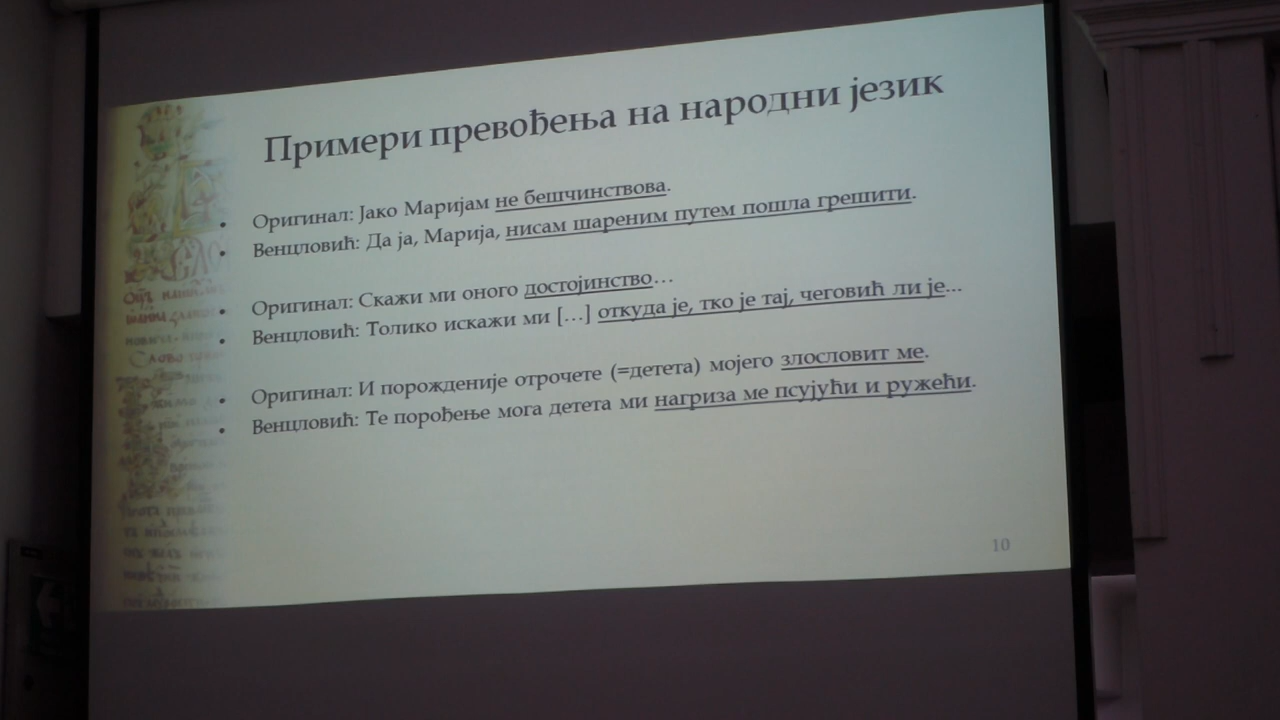 Примери превођења на народни језик
• Оригинал: Јако Маријам не бешчинствова.
• Венцловић: Да ја, Марија, нисам шареним путем пошла грешити.
• Оригинал: Скажи ми оного достојинство…
• Венцловић: Толико искажи ми […] откуда је, тко је тај, чеговић ли је...
• Оригинал: И порожденије отрочете (=детета) мојего злословит ме.
• Венцловић: Те порођење мога детета ми нагриза ме псујући и ружећи.
10